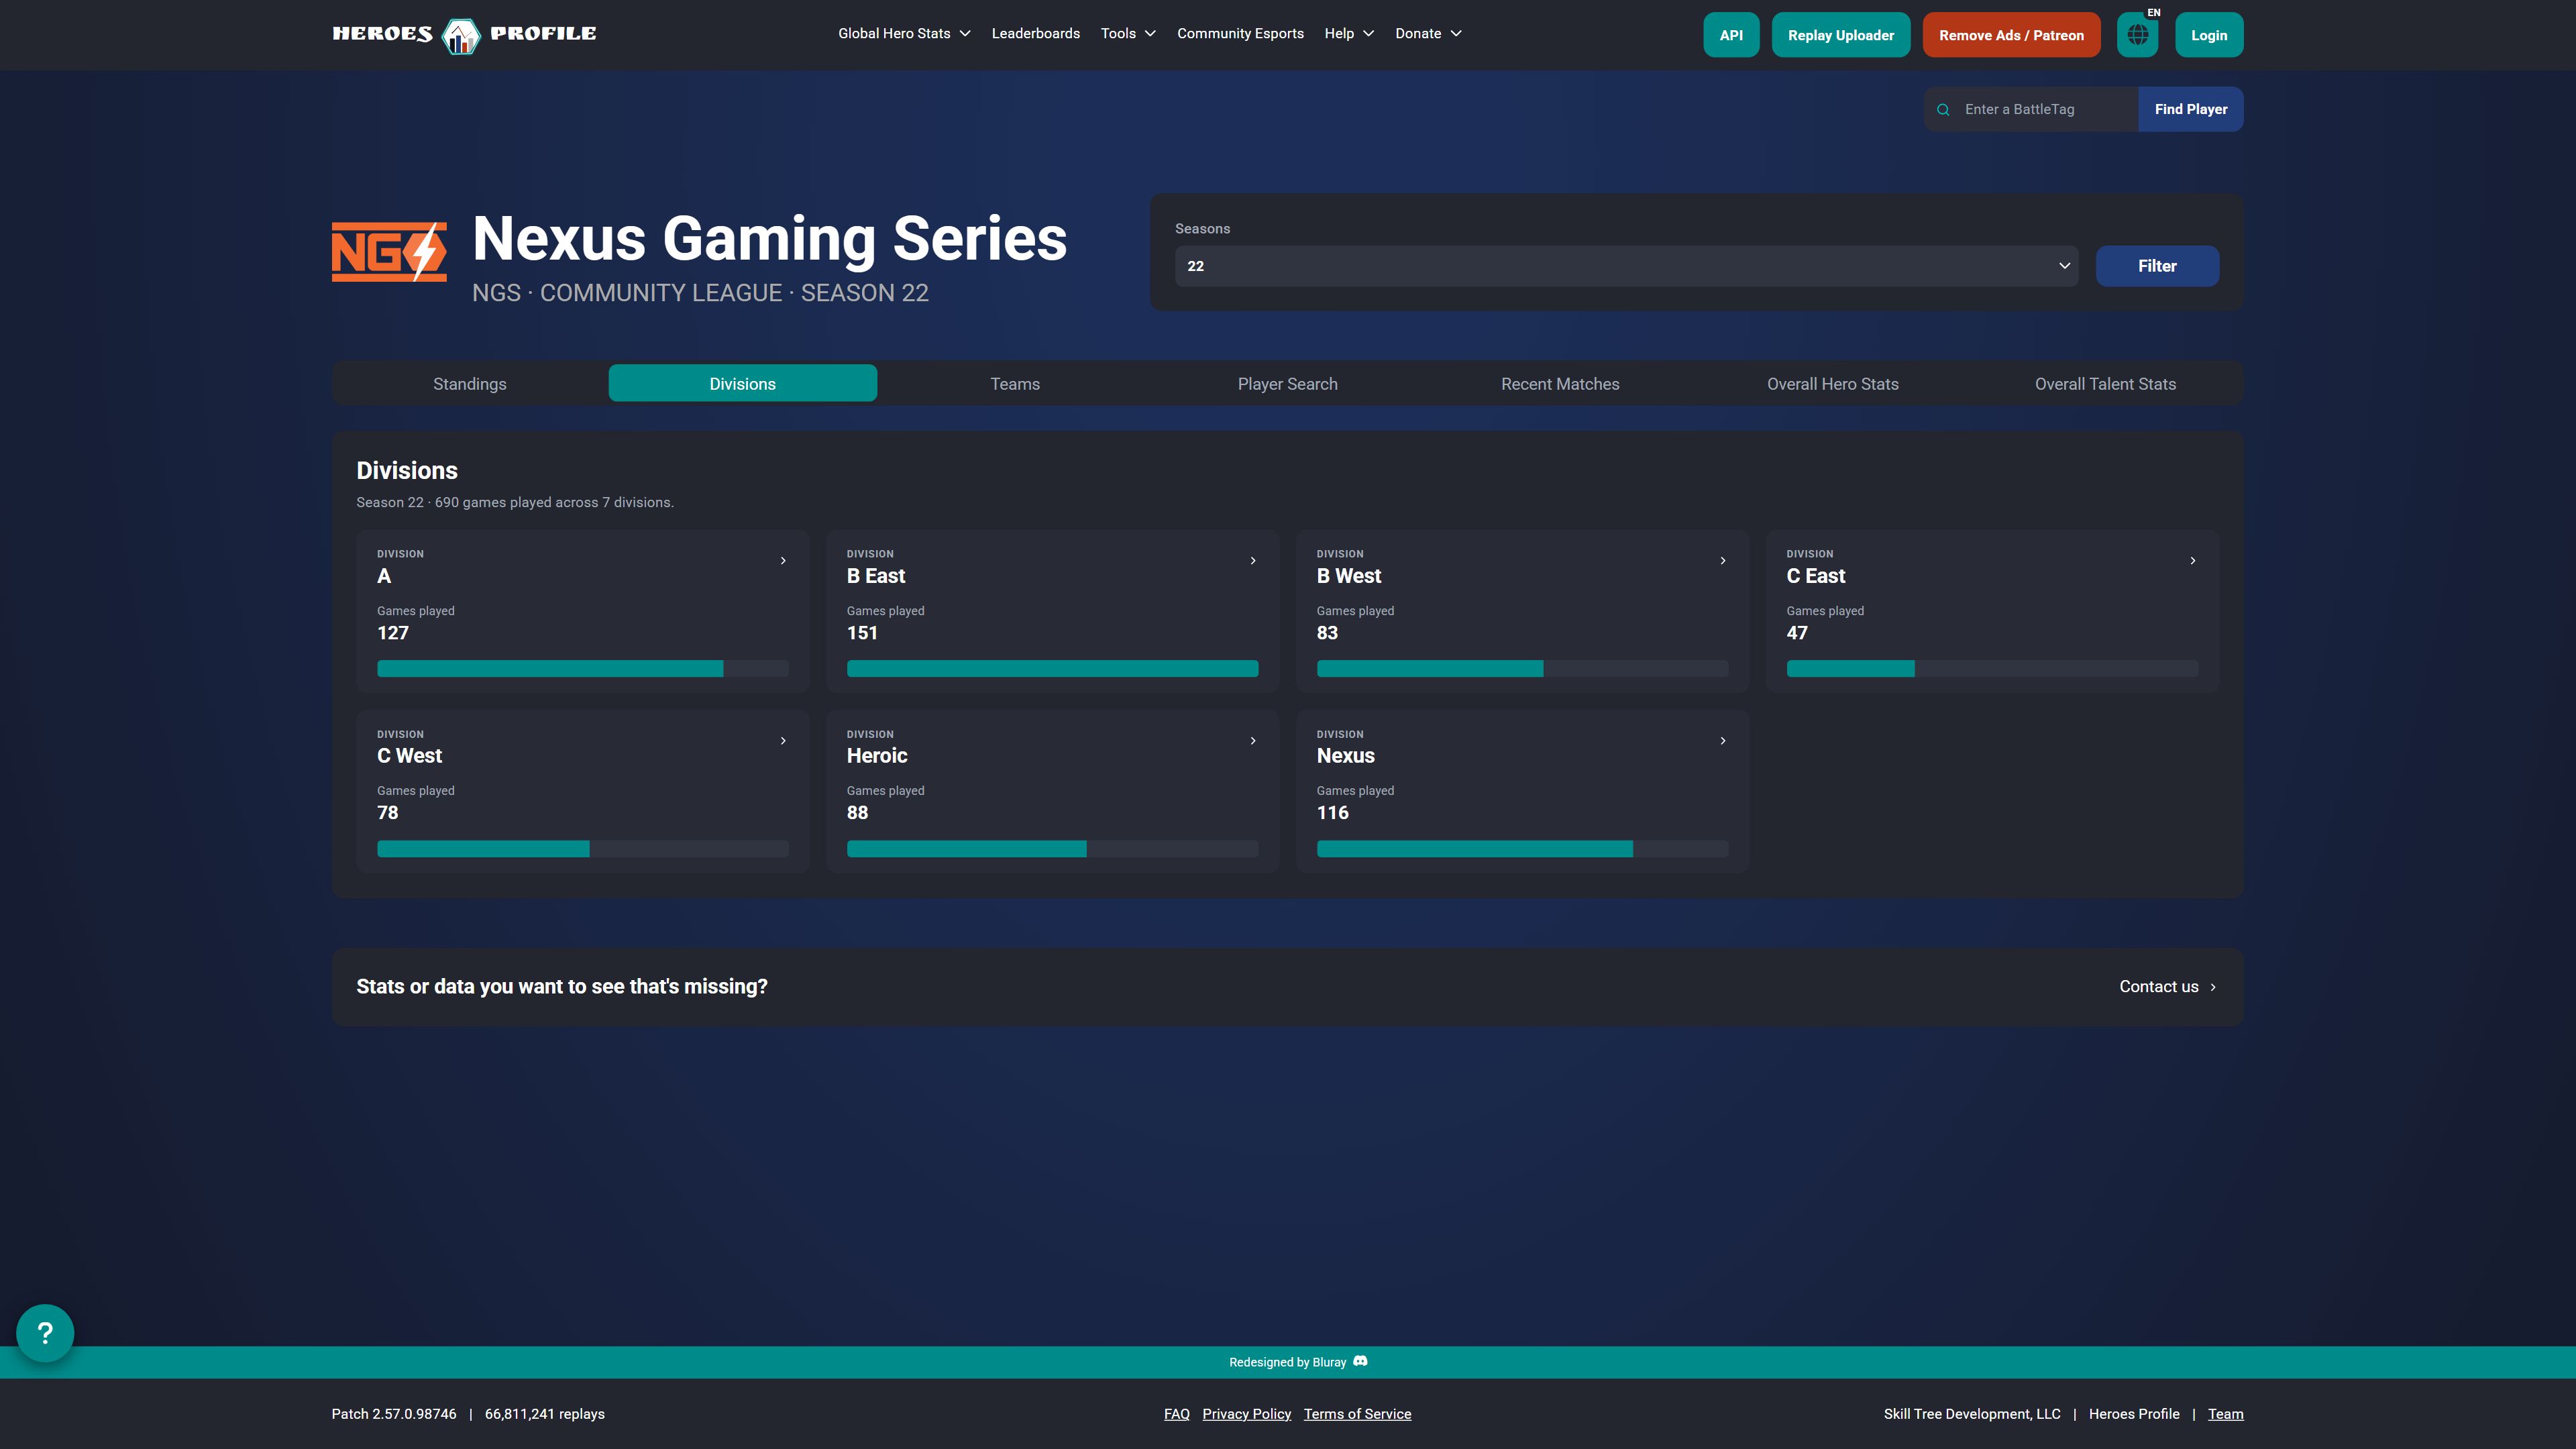 HEROES PROFILE
Global Hero Stats
Leaderboards
Tools
Community Esports
Help
Donate
API
Replay Uploader
Remove Ads / Patreon
EN
Login
Enter a BattleTag
Find Player
NGS
Nexus Gaming Series
NGS · COMMUNITY LEAGUE · SEASON 22
Seasons
22
Filter
Standings
Divisions
Teams
Player Search
Recent Matches
Overall Hero Stats
Overall Talent Stats
Divisions
Season 22 · 690 games played across 7 divisions.
DIVISION
A
Games played
127
DIVISION
B East
Games played
151
DIVISION
B West
Games played
83
DIVISION
C East
Games played
47
DIVISION
C West
Games played
78
DIVISION
Heroic
Games played
88
DIVISION
Nexus
Games played
116
Stats or data you want to see that's missing?
Contact us
?
Redesigned by Bluray
Patch 2.57.0.98746 | 66,811,241 replays
FAQ Privacy Policy Terms of Service
Skill Tree Development, LLC | Heroes Profile | Team